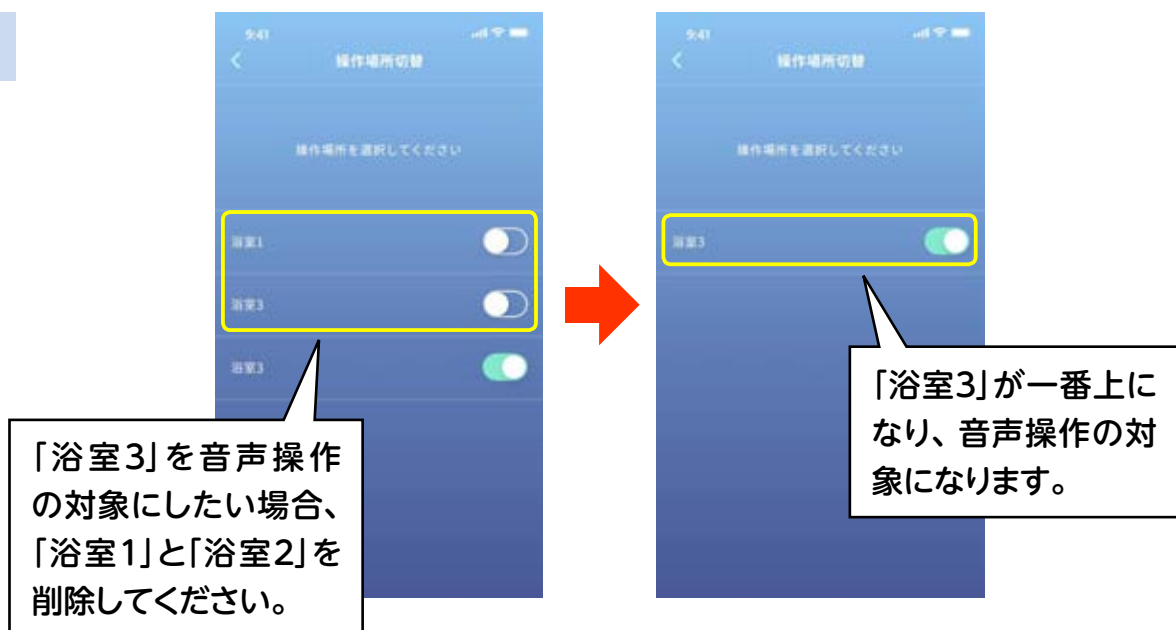 9:41
操作場所切替
操作場所を選択してください
浴室1
浴室3
浴室3
「浴室3」を音声操作
の対象にしたい場合、
「浴室1」と「浴室2」を
削除してください。
9:41
操作場所切替
操作場所を選択してください
浴室3
「浴室3」が一番上に
なり、音声操作の対
象になります。